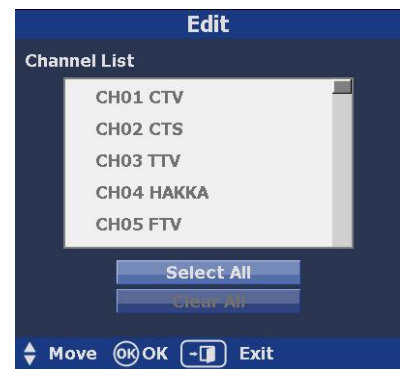 Edit
Channel List
CH01 CTV
CH02 CTS
CH03 TTV
CH04 HAKKA
CH05 FTV
Select All
Clear All
Move OK OK Exit